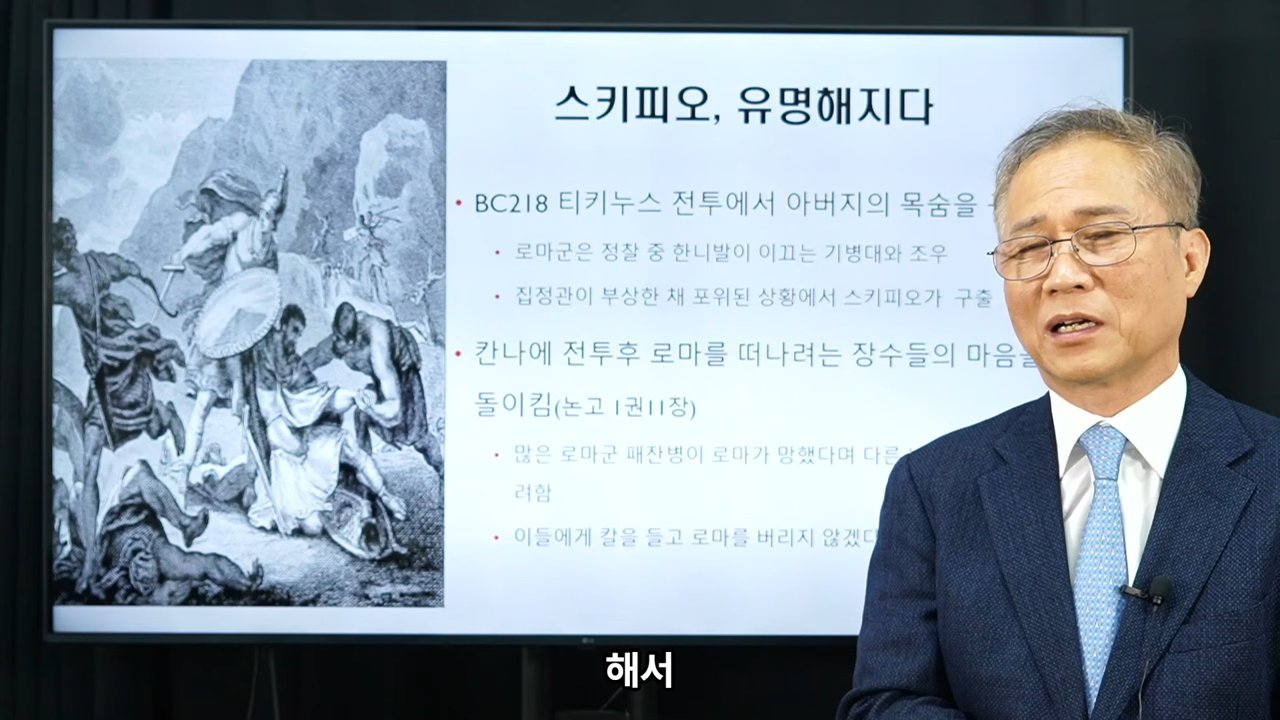 스키피오, 유명해지다
• BC218 티키누스 전투에서 아버지의 목숨을
• 로마군은 정찰 중 한니발이 이끄는 기병대와 조우
• 집정관이 부상한 채 포위된 상황에서 스키피오가 구출
• 칸나에 전투후 로마를 떠나려는 장수들의 마음을
돌이킴(논고 1권11장)
• 많은 로마군 패잔병이 로마가 망했다며 다른
려함
• 이들에게 칼을 들고 로마를 버리지 않겠다
LG
해서